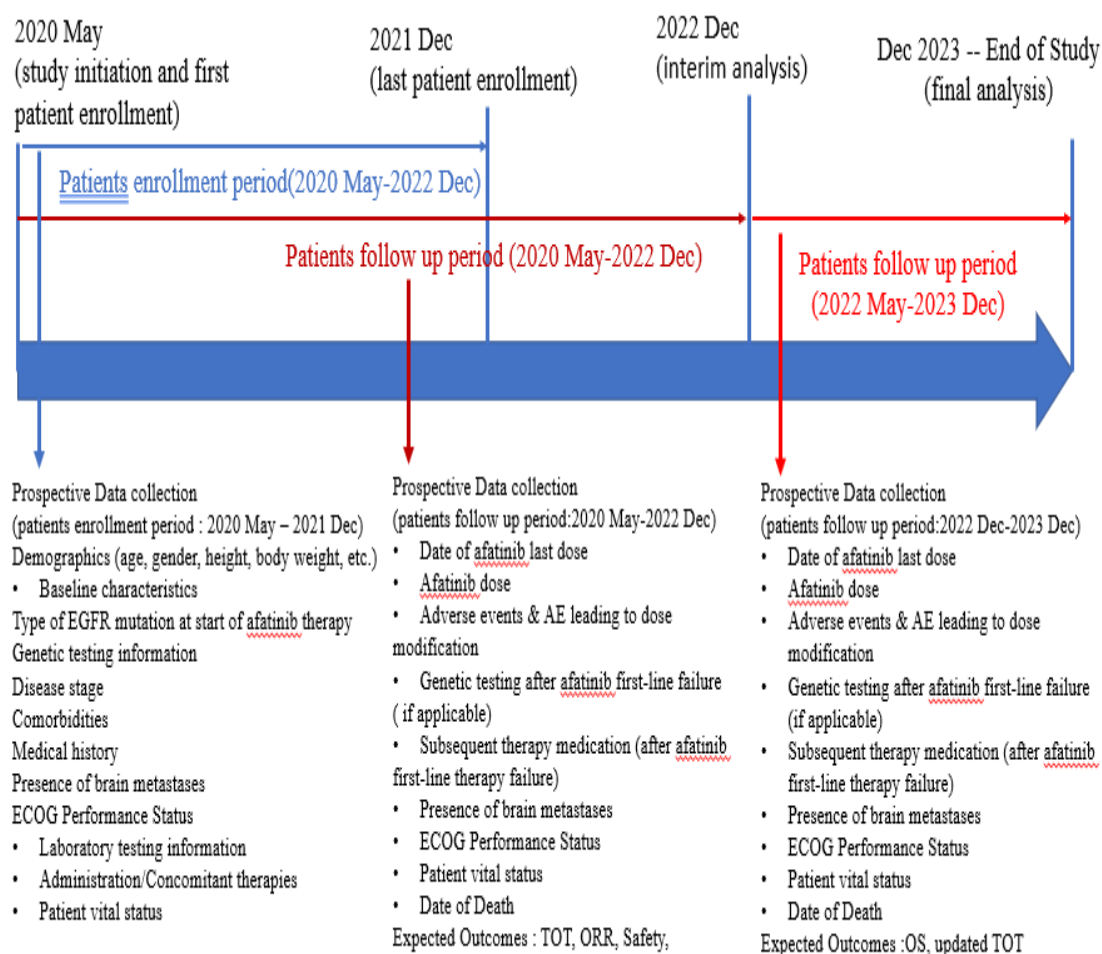 2020 May
(study initiation and first
patient enrollment)
2021 Dec
(last patient enrollment)
2022 Dec
(interim analysis)
Dec 2023 -- End of Study
(final analysis)
Patients enrollment period(2020 May-2022 Dec)
Patients follow up period (2020 May-2022 Dec)
Patients follow up period
(2022 May-2023 Dec)
Prospective Data collection
(patients enrollment period : 2020 May – 2021 Dec)
Demographics (age, gender, height, body weight, etc.)
• Baseline characteristics
Type of EGFR mutation at start of afatinib therapy
Genetic testing information
Disease stage
Comorbidities
Medical history
Presence of brain metastases
ECOG Performance Status
• Laboratory testing information
• Administration/Concomitant therapies
• Patient vital status
Prospective Data collection
(patients follow up period:2020 May-2022 Dec)
• Date of afatinib last dose
• Afatinib dose
• Adverse events & AE leading to dose
modification
• Genetic testing after afatinib first-line failure
( if applicable)
• Subsequent therapy medication (after afatinib
first-line therapy failure)
• Presence of brain metastases
• ECOG Performance Status
• Patient vital status
• Date of Death
Expected Outcomes : TOT, ORR, Safety,
Prospective Data collection
(patients follow up period:2022 Dec-2023 Dec)
• Date of afatinib last dose
• Afatinib dose
• Adverse events & AE leading to dose
modification
• Genetic testing after afatinib first-line failure
(if applicable)
• Subsequent therapy medication (after afatinib
first-line therapy failure)
• Presence of brain metastases
• ECOG Performance Status
• Patient vital status
• Date of Death
Expected Outcomes :OS, updated TOT